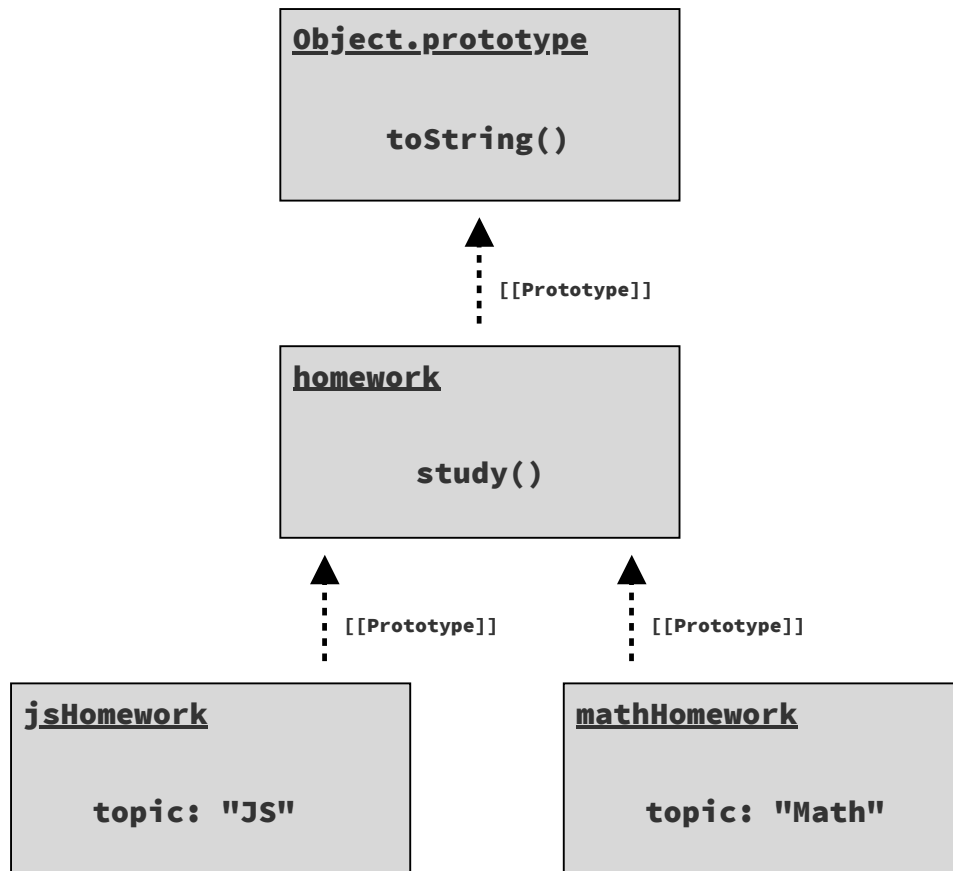 Object.prototype
toString()
[[Prototype]]
homework
study()
[[Prototype]] [[Prototype]]
jsHomework
topic: "JS"
mathHomework
topic: "Math"